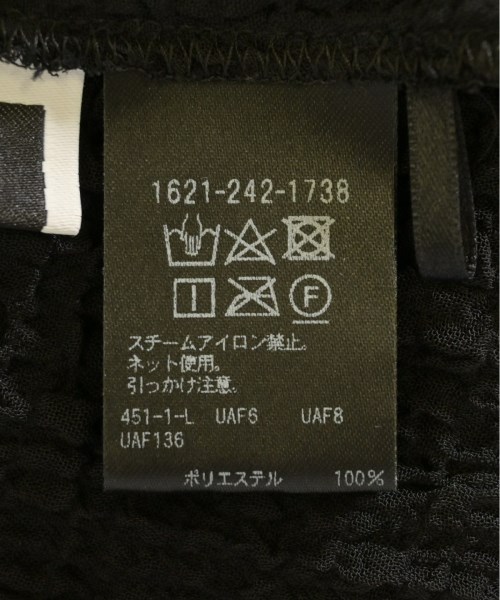 1621-242-1738
F
スチームアイロン禁止。
ネット使用。
引っかけ注意。
451-1--L UAF6 UAF8
UAF136
ポリエステル 100%